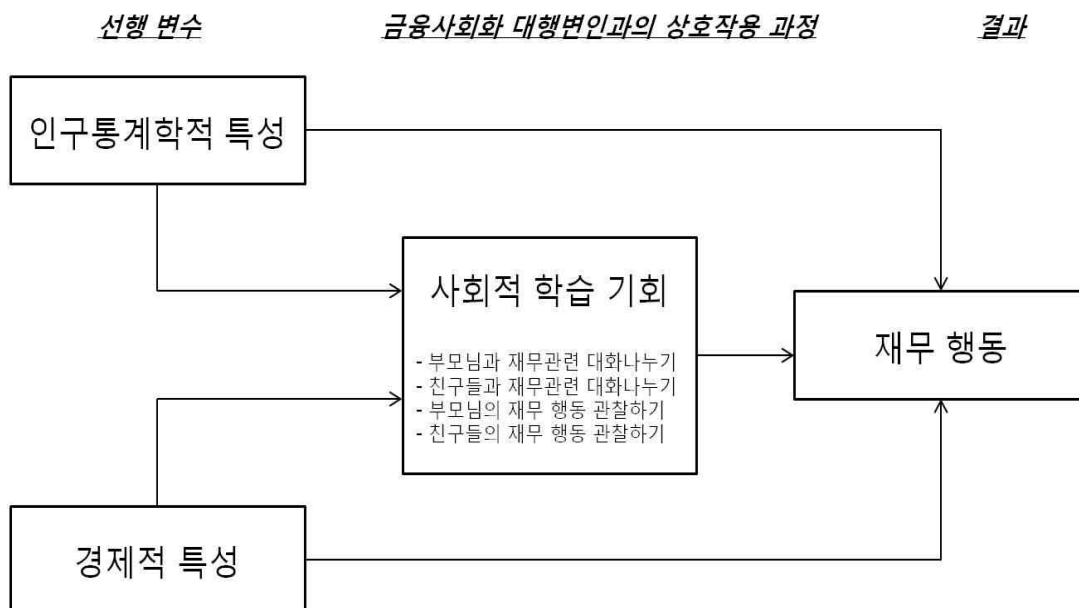 선행 변수
금융사회화 대행변인과의 상호작용 과정
결과
인구통계학적 특성
사회적 학습 기회
- 부모님과 재무관련 대화나누기
- 친구들과 재무관련 대화나누기
- 부모님의 재무 행동 관찰하기
- 친구들의 재무 행동 관찰하기
재무 행동
경제적 특성